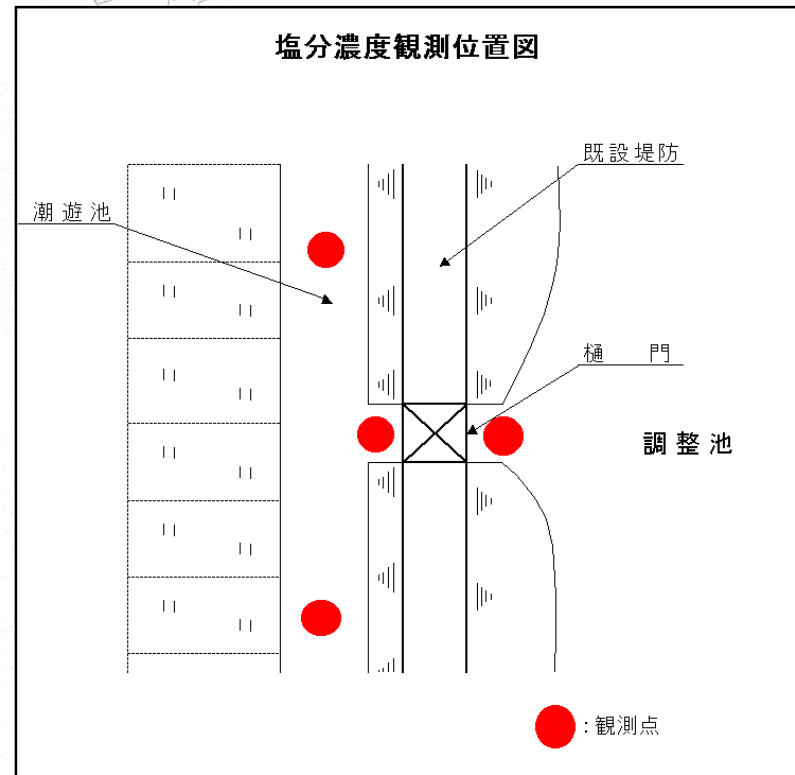 塩分濃度観測位置図
既設堤防
潮遊池
樋門
調整池
:観測点